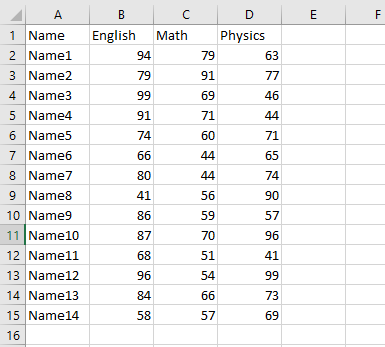 A B C D E F
1 Name English Math Physics
2 Name1 94 79 63
3 Name2 79 91 77
4 Name3 99 69 46
5 Name4 91 71 44
6 Name5 74 60 71
7 Name6 66 44 65
8 Name7 80 44 74
9 Name8 41 56 90
10 Name9 86 59 57
11 Name10 87 70 96
12 Name11 68 51 41
13 Name12 96 54 99
14 Name13 84 66 73
15 Name14 58 57 69
16